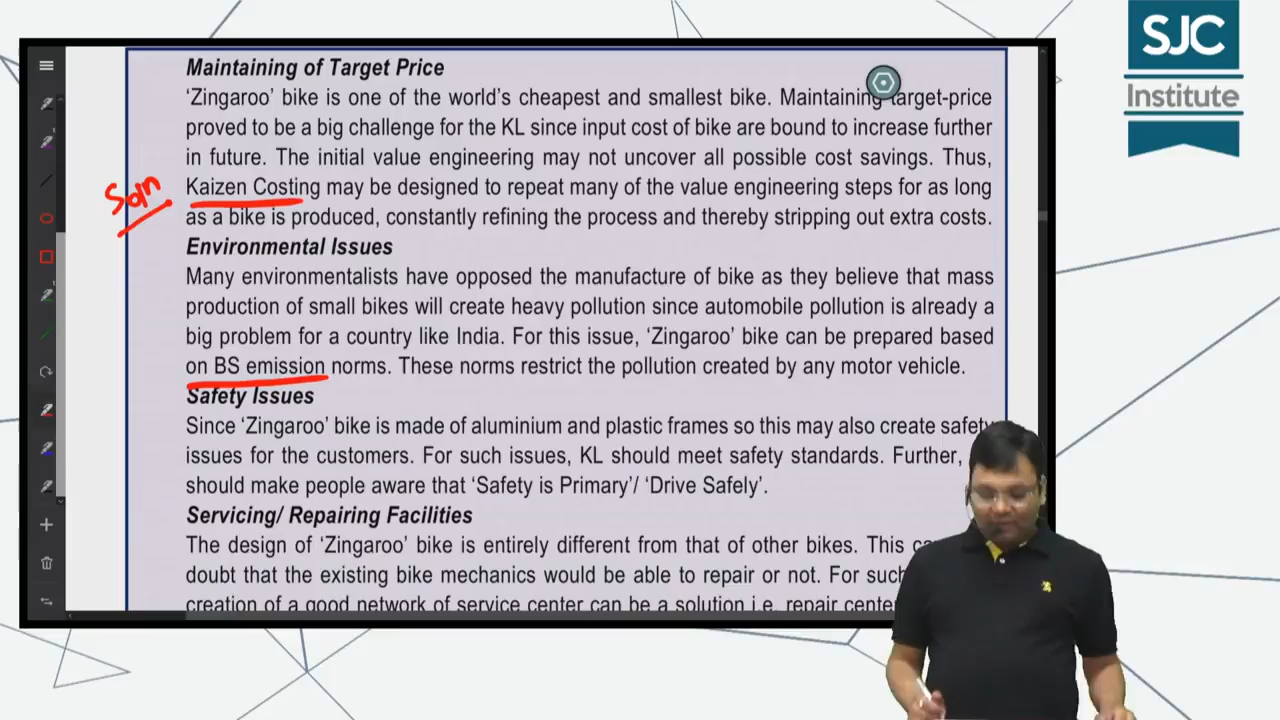 SJC
Institute
Maintaining of Target Price
'Zingaroo' bike is one of the world's cheapest and smallest bike. Maintaining target-price
proved to be a big challenge for the KL since input cost of bike are bound to increase further
in future. The initial value engineering may not uncover all possible cost savings. Thus,
Soln
Kaizen Costing may be designed to repeat many of the value engineering steps for as long
as a bike is produced, constantly refining the process and thereby stripping out extra costs.
Environmental Issues
Many environmentalists have opposed the manufacture of bike as they believe that mass
production of small bikes will create heavy pollution since automobile pollution is already a
big problem for a country like India. For this issue, 'Zingaroo' bike can be prepared based
on BS emission norms. These norms restrict the pollution created by any motor vehicle.
Safety Issues
Since 'Zingaroo' bike is made of aluminium and plastic frames so this may also create safety
issues for the customers. For such issues, KL should meet safety standards. Further,
should make people aware that 'Safety is Primary'/ 'Drive Safely'.
Servicing/ Repairing Facilities
The design of 'Zingaroo' bike is entirely different from that of other bikes. This
doubt that the existing bike mechanics would be able to repair or not. For such
creation of a good network of service center can be a solution i.e. repair